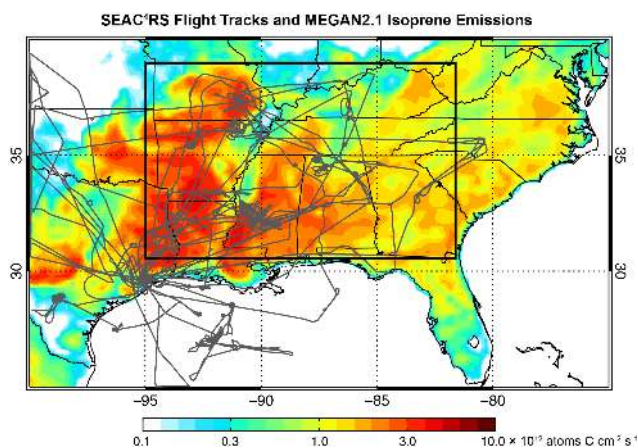 SEAC⁴RS Flight Tracks and MEGAN2.1 Isoprene Emissions
35 35
30 30
−95 −90 −85 −80
0.1 0.3 1.0 3.0 10.0 × 10¹² atoms C cm⁻² s⁻¹